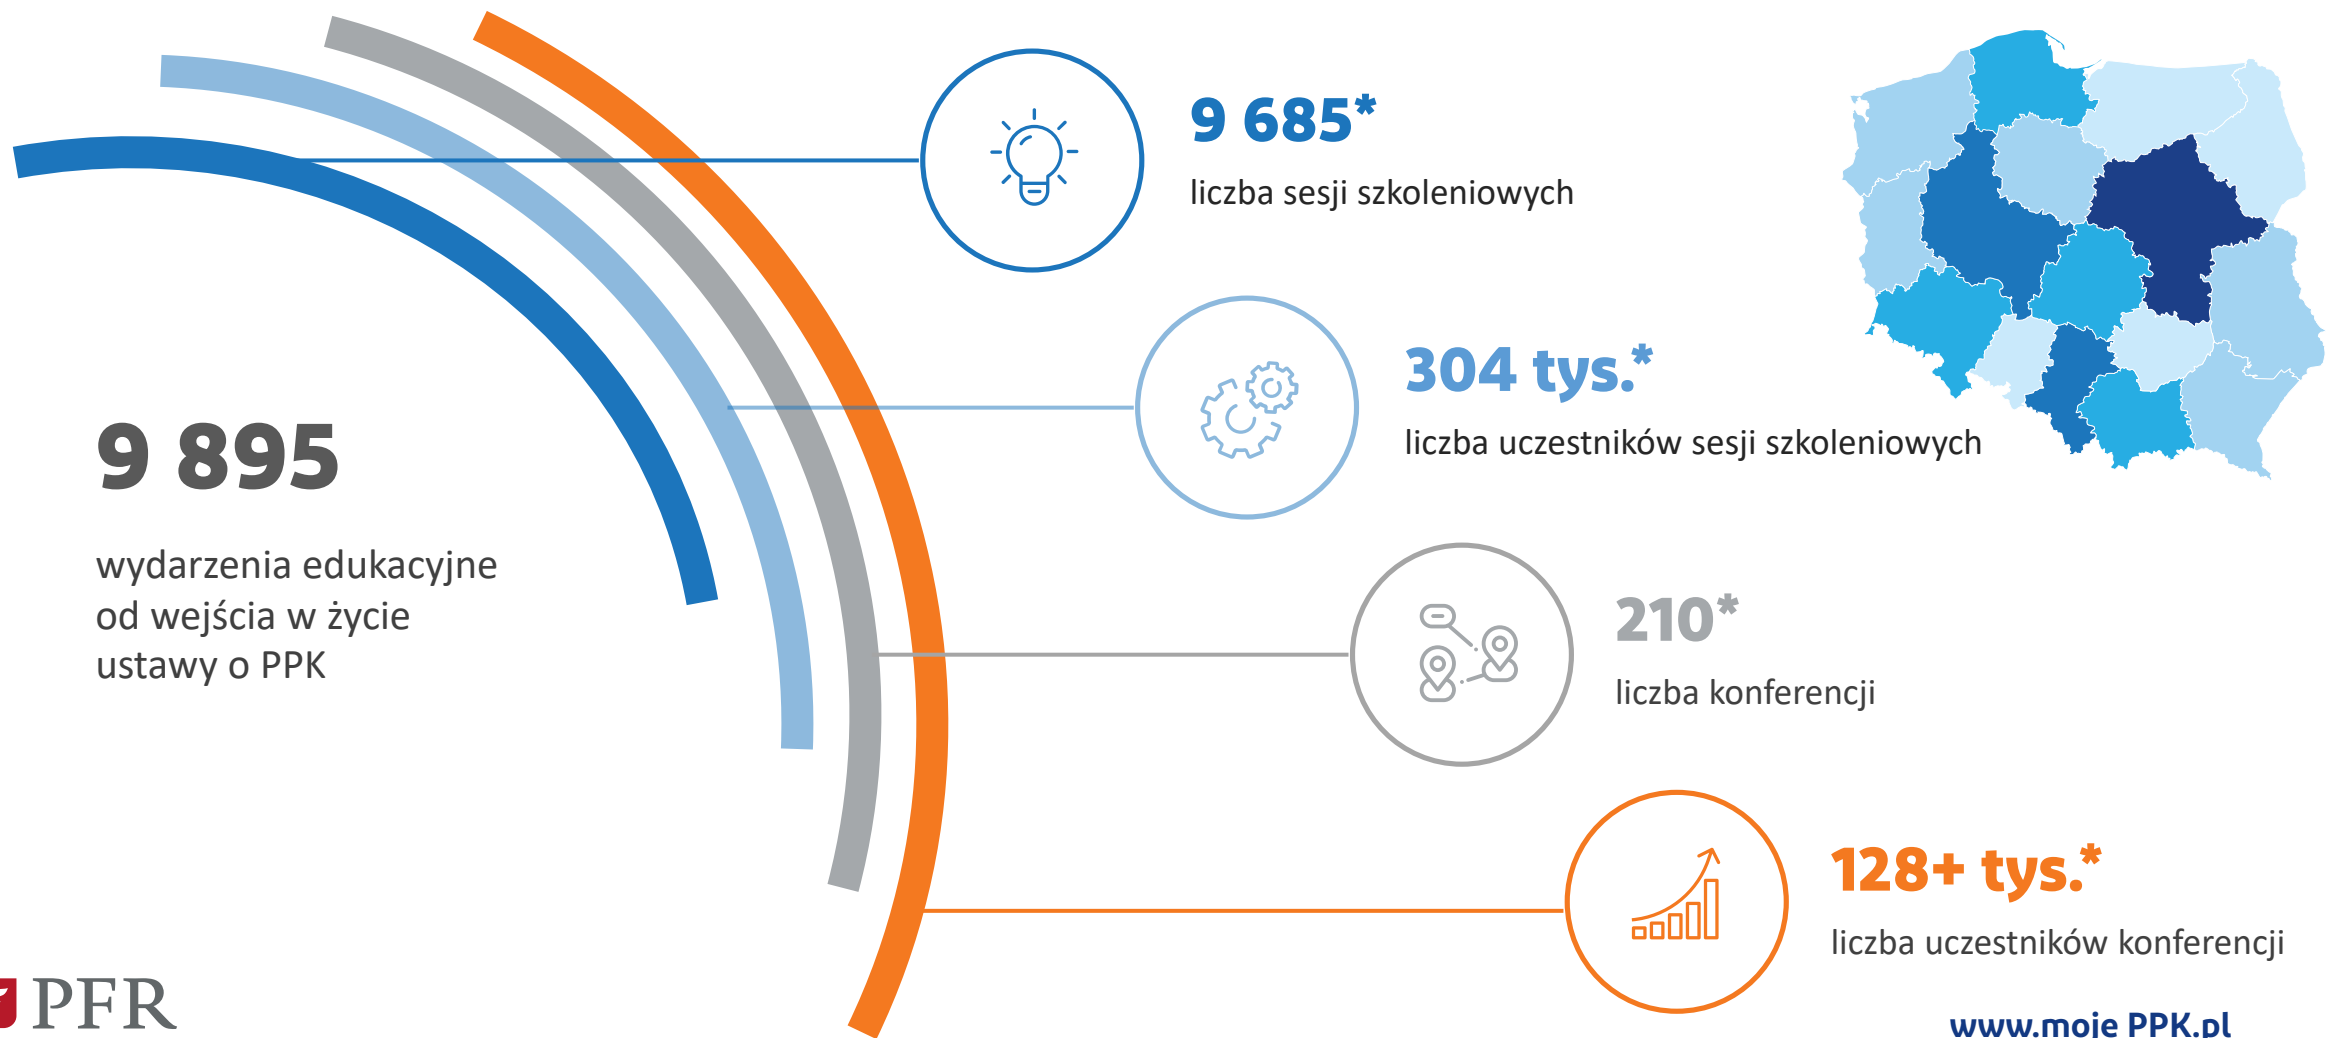 9 685*
liczba sesji szkoleniowych
304 tys.*
liczba uczestników sesji szkoleniowych
9 895
wydarzenia edukacyjne
od wejścia w życie
ustawy o PPK
210*
liczba konferencji
128+ tys.*
liczba uczestników konferencji
PFR
www.moje PPK.pl